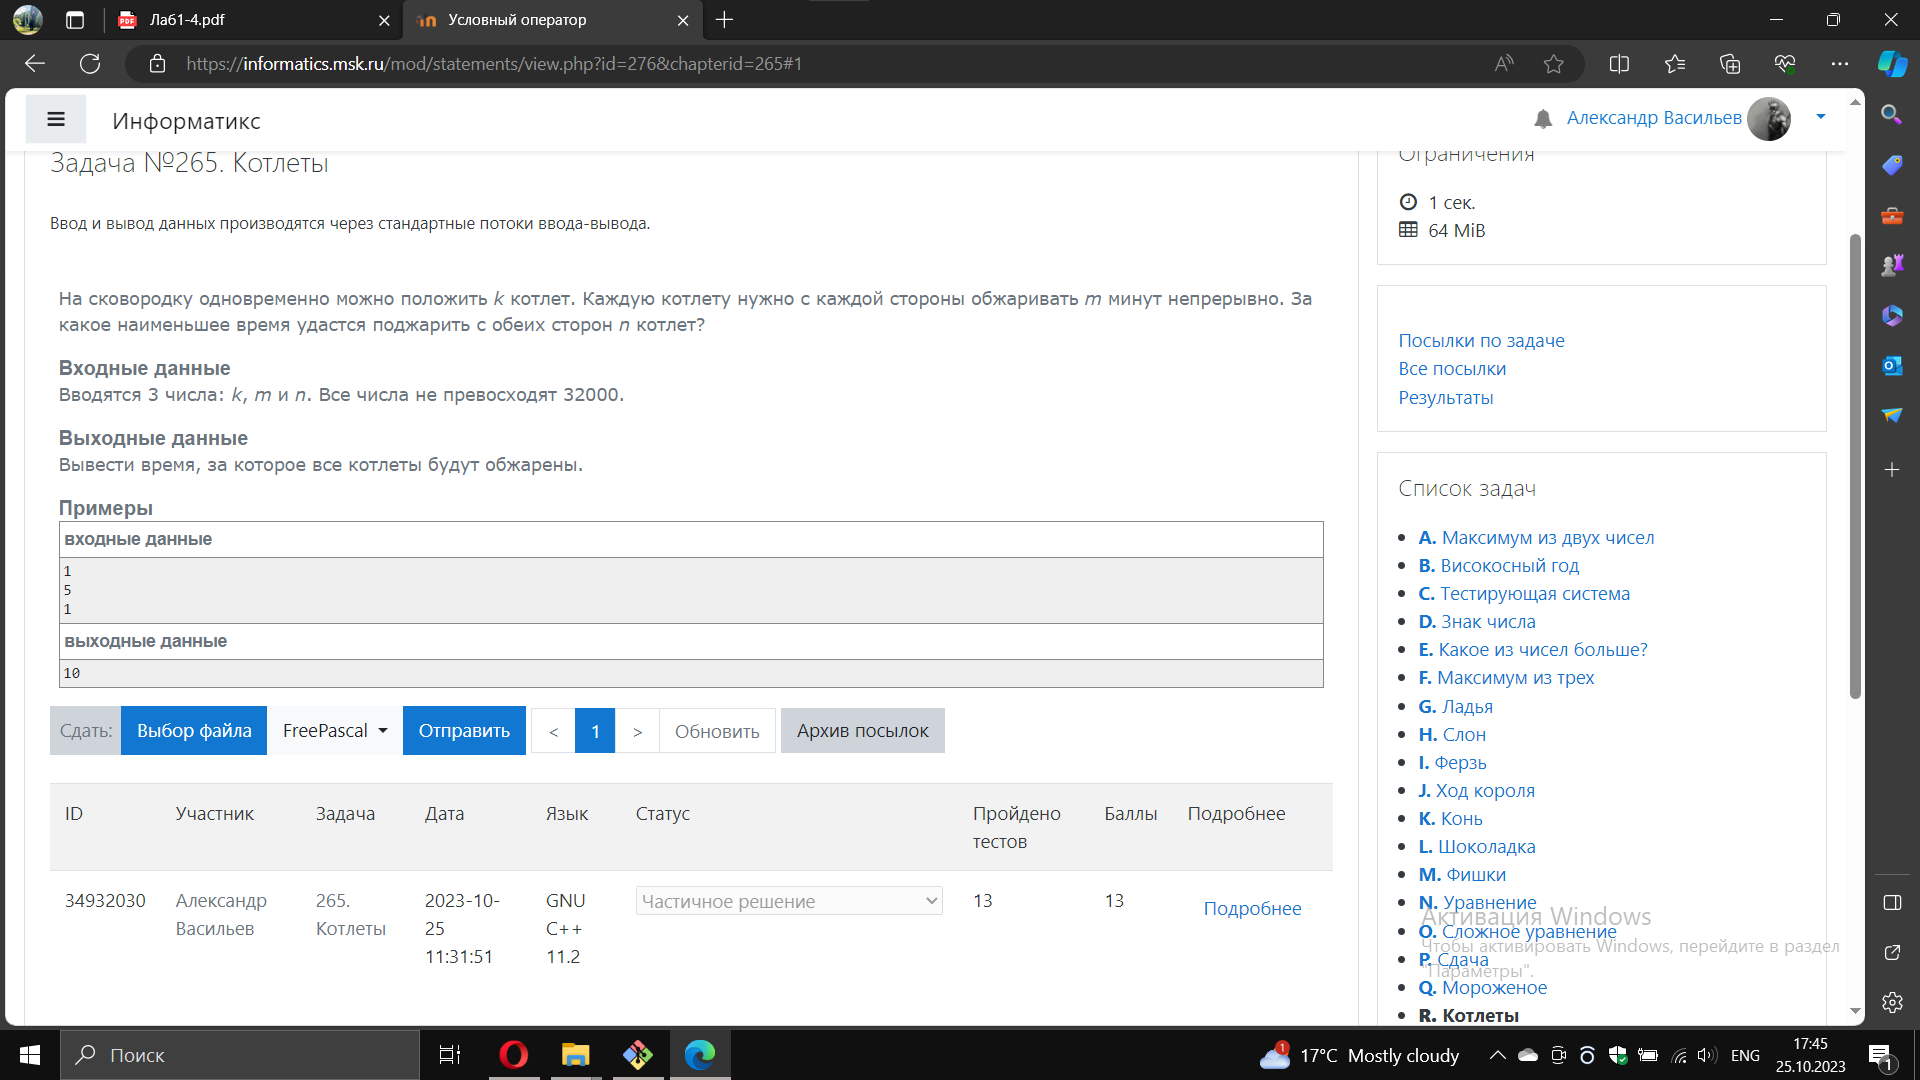 Ла61-4.pdf
Условный оператор
https://informatics.msk.ru/mod/statements/view.php?id=276&chapterid=265#1
Информатикс
Александр Васильев
Задача №265. Котлеты
Ввод и вывод данных производятся через стандартные потоки ввода-вывода.
На сковородку одновременно можно положить k котлет. Каждую котлету нужно с каждой стороны обжаривать m минут непрерывно. За
какое наименьшее время удастся поджарить с обеих сторон n котлет?
Входные данные
Вводятся 3 числа: k, m и n. Все числа не превосходят 32000.
Выходные данные
Вывести время, за которое все котлеты будут обжарены.
Примеры
входные данные
1
5
1
выходные данные
10
Сдать: Выбор файла FreePascal Отправить < 1 > Обновить Архив посылок
ID Участник Задача Дата Язык Статус Пройдено тестов Баллы Подробнее
34932030 Александр Васильев 265. Котлеты 2023-10-25 11:31:51 GNU C++ 11.2 Частичное решение 13 13 Подробнее
Ограничения
1 сек.
64 MiB
Посылки по задаче
Все посылки
Результаты
Список задач
A. Максимум из двух чисел
B. Високосный год
C. Тестирующая система
D. Знак числа
E. Какое из чисел больше?
F. Максимум из трех
G. Ладья
H. Слон
I. Ферзь
J. Ход короля
K. Конь
L. Шоколадка
M. Фишки
N. Уравнение
O. Сложное уравнение
P. Сдача
Q. Мороженое
R. Котлеты
Активация Windows
Чтобы активировать Windows, перейдите в раздел
"Параметры".
Поиск
1
17°C Mostly cloudy
ENG
17:45
25.10.2023
1